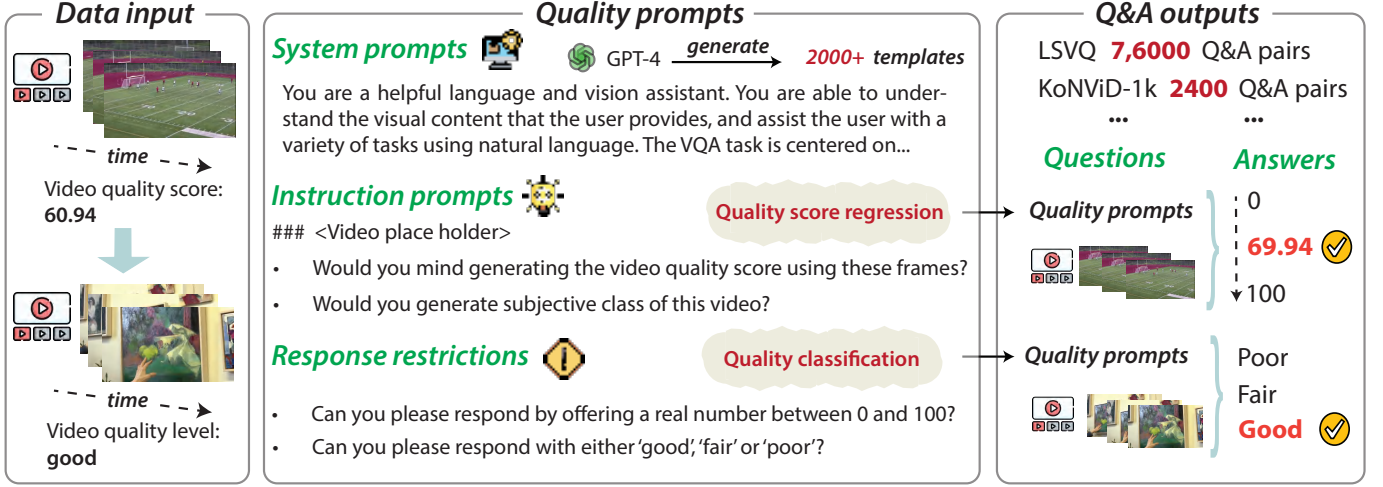 Data input
time
Video quality score:
60.94
time
Video quality level:
good
Quality prompts
System prompts
GPT-4 generate 2000+ templates
You are a helpful language and vision assistant. You are able to under-
stand the visual content that the user provides, and assist the user with a
variety of tasks using natural language. The VQA task is centered on...
Instruction prompts
Quality score regression
### <Video place holder>
• Would you mind generating the video quality score using these frames?
• Would you generate subjective class of this video?
Response restrictions
Quality classification
• Can you please respond by offering a real number between 0 and 100?
• Can you please respond with either 'good', 'fair' or 'poor'?
Q&A outputs
LSVQ 7,6000 Q&A pairs
KoNViD-1k 2400 Q&A pairs
... ...
Questions Answers
Quality prompts
0
69.94
100
Quality prompts
Poor
Fair
Good